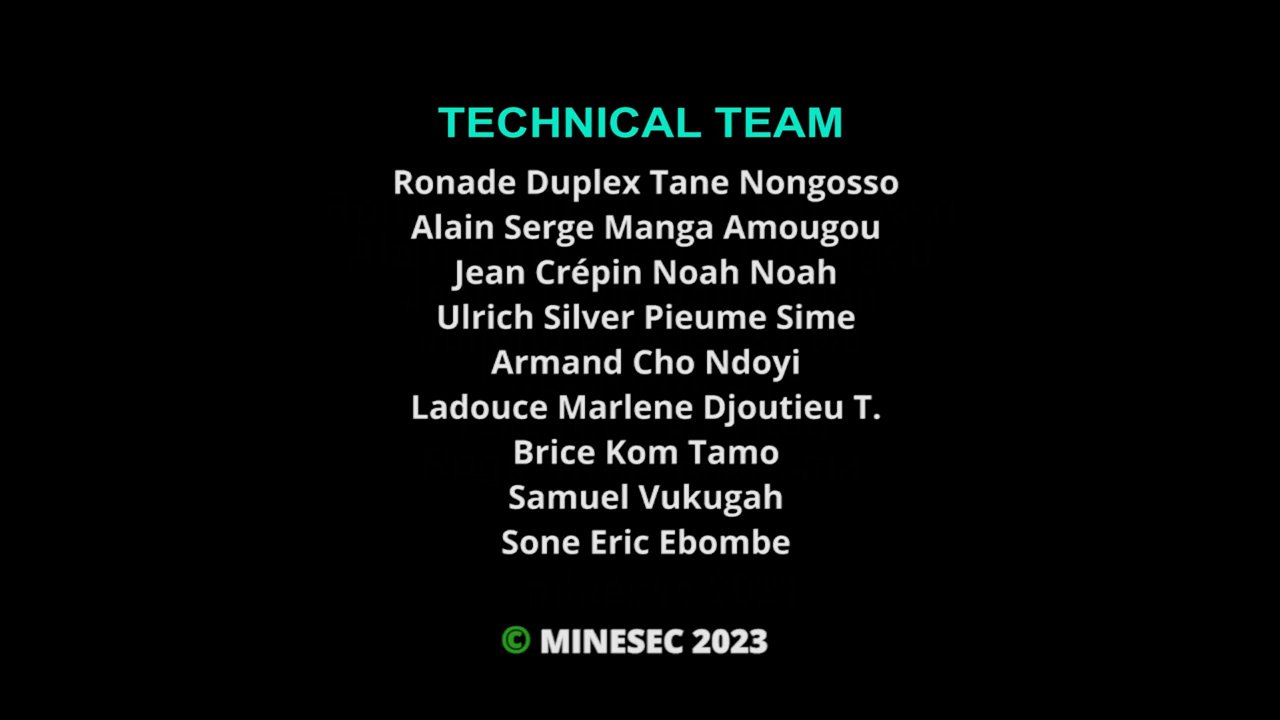 TECHNICAL TEAM
Ronade Duplex Tane Nongosso
Alain Serge Manga Amougou
Jean Crépin Noah Noah
Ulrich Silver Pieume Sime
Armand Cho Ndoyi
Ladouce Marlene Djoutieu T.
Brice Kom Tamo
Samuel Vukugah
Sone Eric Ebombe
© MINESEC 2023